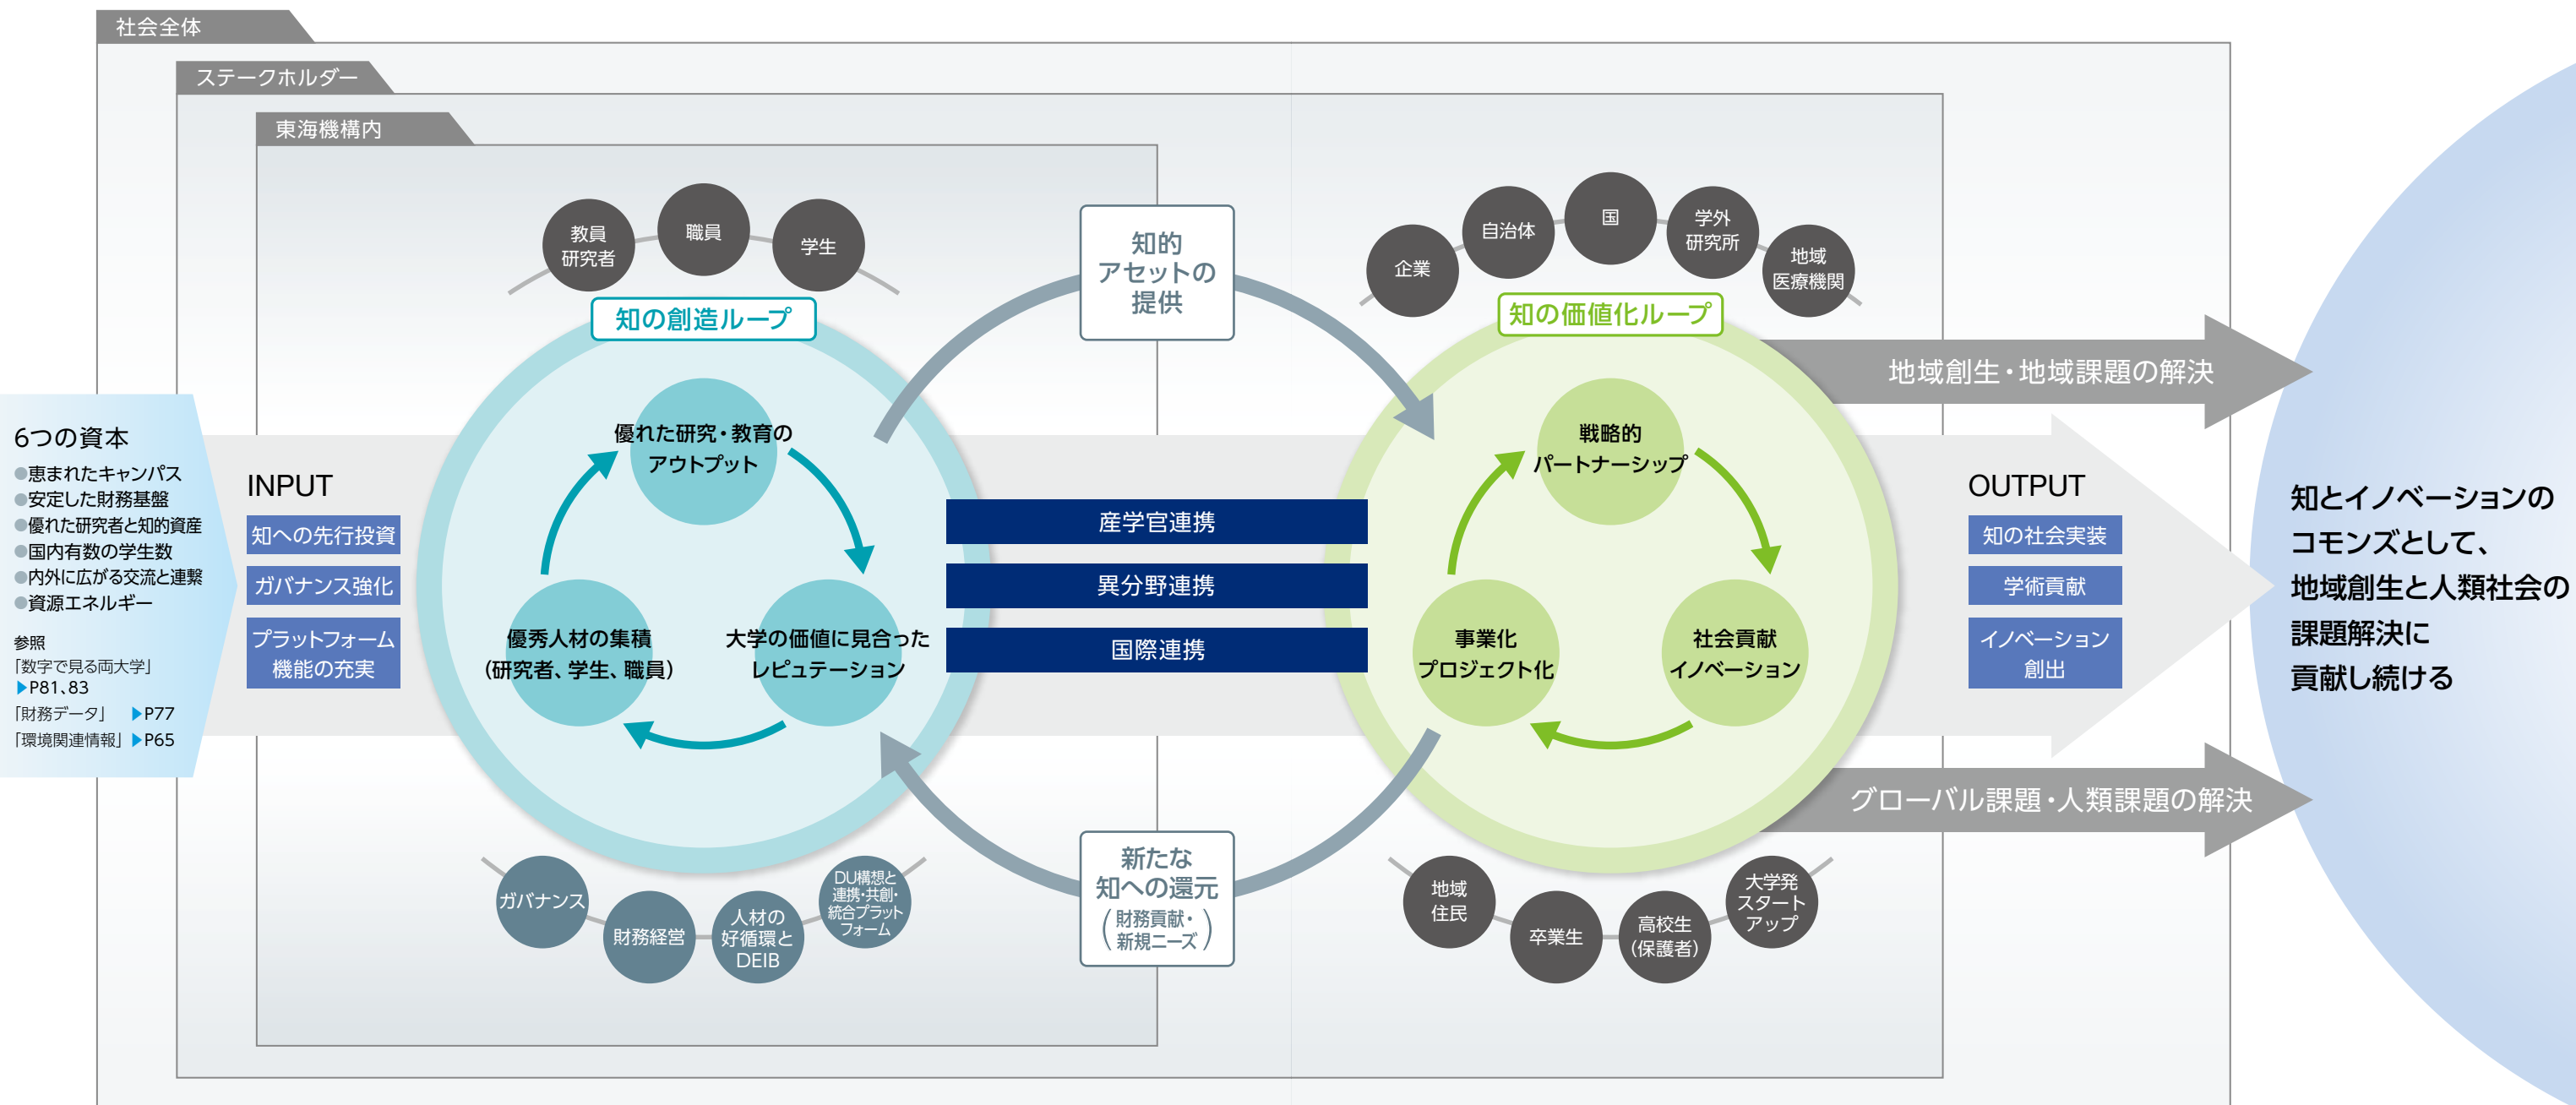 社会全体
ステークホルダー
東海機構内
6つの資本
●恵まれたキャンパス
●安定した財務基盤
●優れた研究者と知的資産
●国内有数の学生数
●内外に広がる交流と連繋
●資源エネルギー
参照
「数字で見る両大学」
▶P81、83
「財務データ」 ▶P77
「環境関連情報」 ▶P65
INPUT
知への先行投資
ガバナンス強化
プラットフォーム
機能の充実
教員
研究者
職員
学生
知の創造ループ
優れた研究・教育の
アウトプット
優秀人材の集積
（研究者、学生、職員）
大学の価値に見合った
レピュテーション
ガバナンス
財務経営
人材の
好循環と
DEIB
DU構想と
連携・共創・
統合プラット
フォーム
知的
アセットの
提供
産学官連携
異分野連携
国際連携
新たな
知への還元
（財務貢献・
新規ニーズ）
企業
自治体
国
学外
研究所
地域
医療機関
知の価値化ループ
戦略的
パートナーシップ
事業化
プロジェクト化
社会貢献
イノベーション
地域
住民
卒業生
高校生
（保護者）
大学発
スタート
アップ
地域創生・地域課題の解決
OUTPUT
知の社会実装
学術貢献
イノベーション
創出
グローバル課題・人類課題の解決
知とイノベーションの
コモンズとして、
地域創生と人類社会の
課題解決に
貢献し続ける